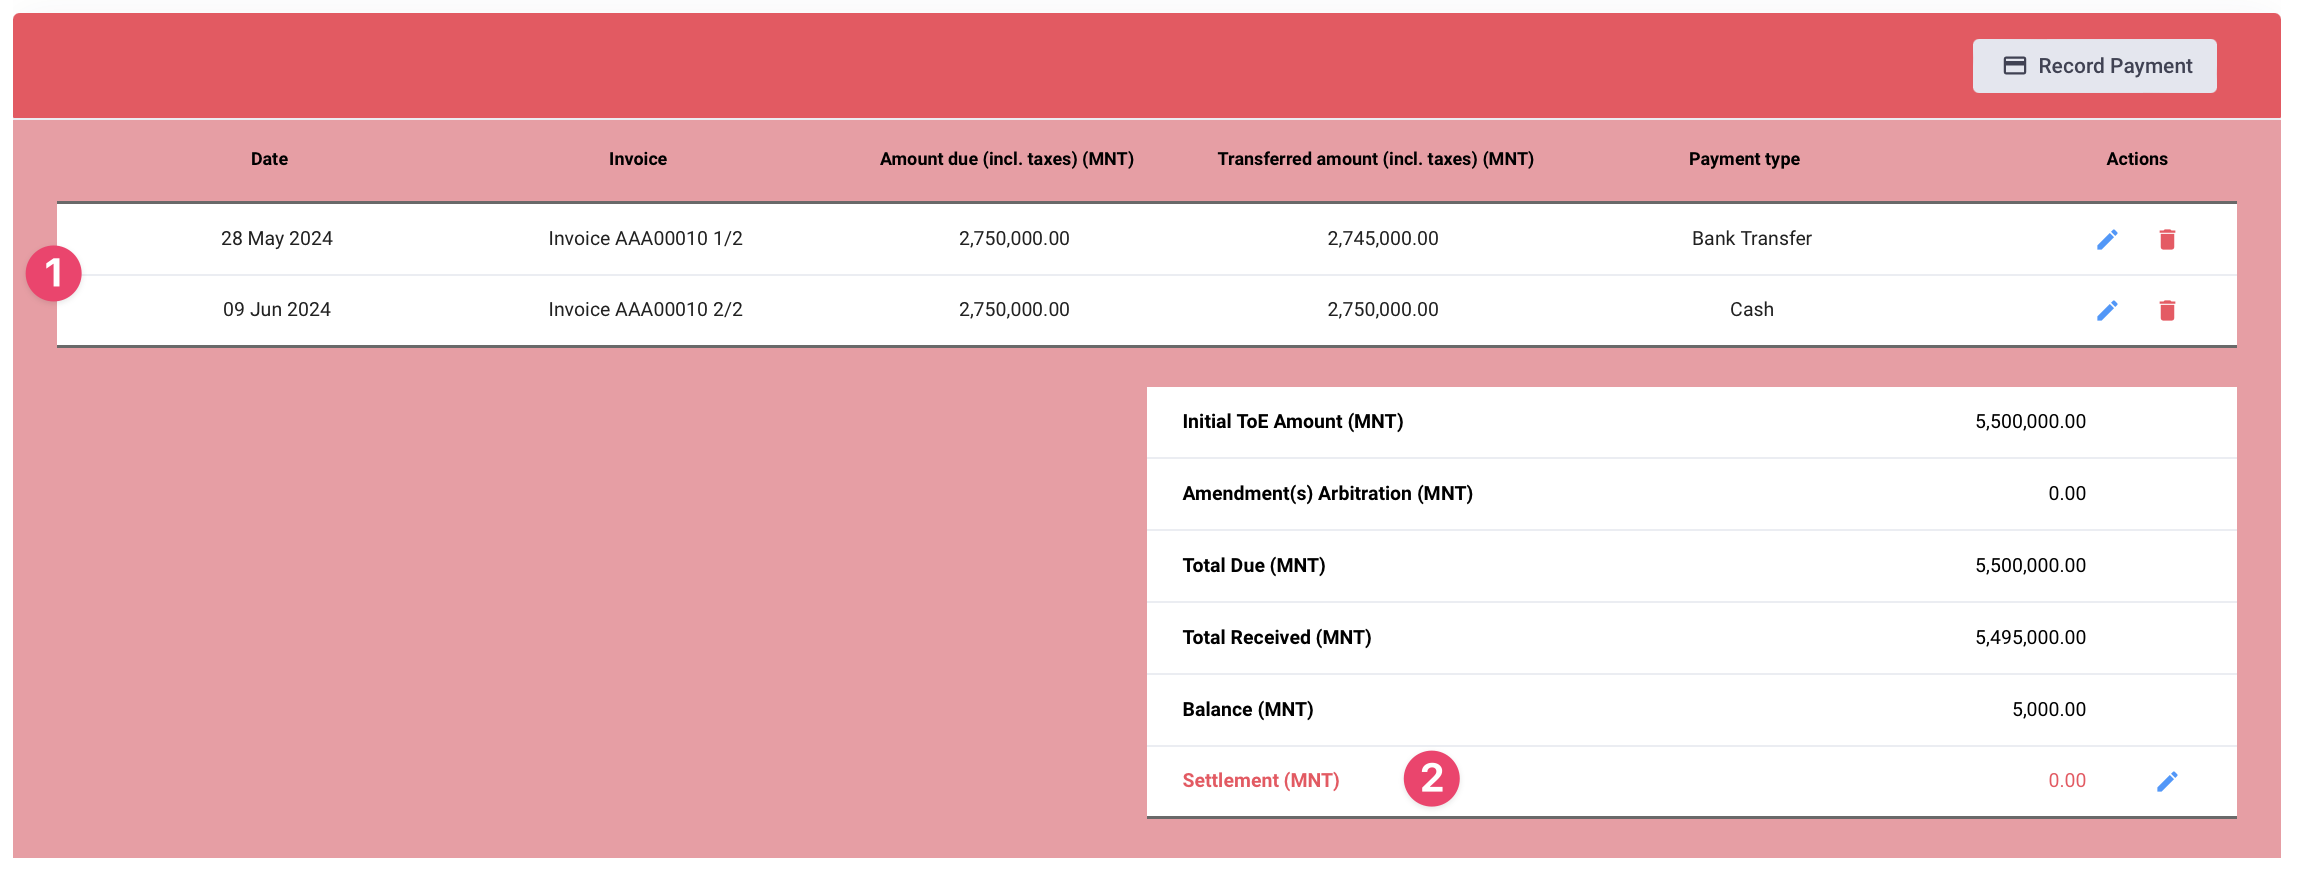 Record Payment
Date Invoice Amount due (incl. taxes) (MNT) Transferred amount (incl. taxes) (MNT) Payment type Actions
28 May 2024 Invoice AAA00010 1/2 2,750,000.00 2,745,000.00 Bank Transfer
1
09 Jun 2024 Invoice AAA00010 2/2 2,750,000.00 2,750,000.00 Cash
Initial ToE Amount (MNT) 5,500,000.00
Amendment(s) Arbitration (MNT) 0.00
Total Due (MNT) 5,500,000.00
Total Received (MNT) 5,495,000.00
Balance (MNT) 5,000.00
Settlement (MNT) 2 0.00